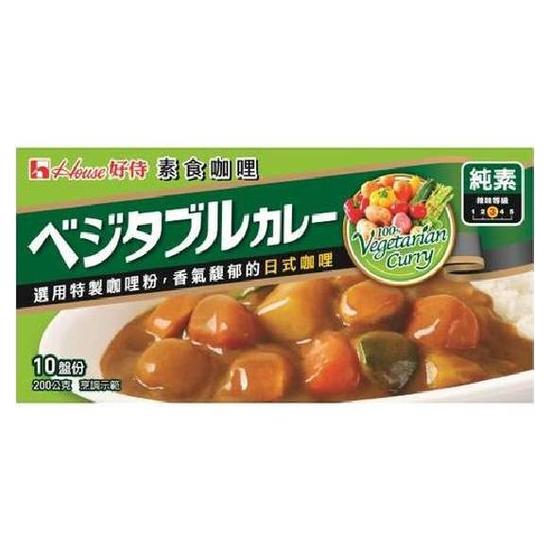 House 好侍 素食咖哩
純素
辣味等級
1 2 3 4 5
ベジタブルカレー
100%
Vegetarian
Curry
選用特製咖哩粉，香氣馥郁的日式咖哩
10盤份
200公克 烹調示範